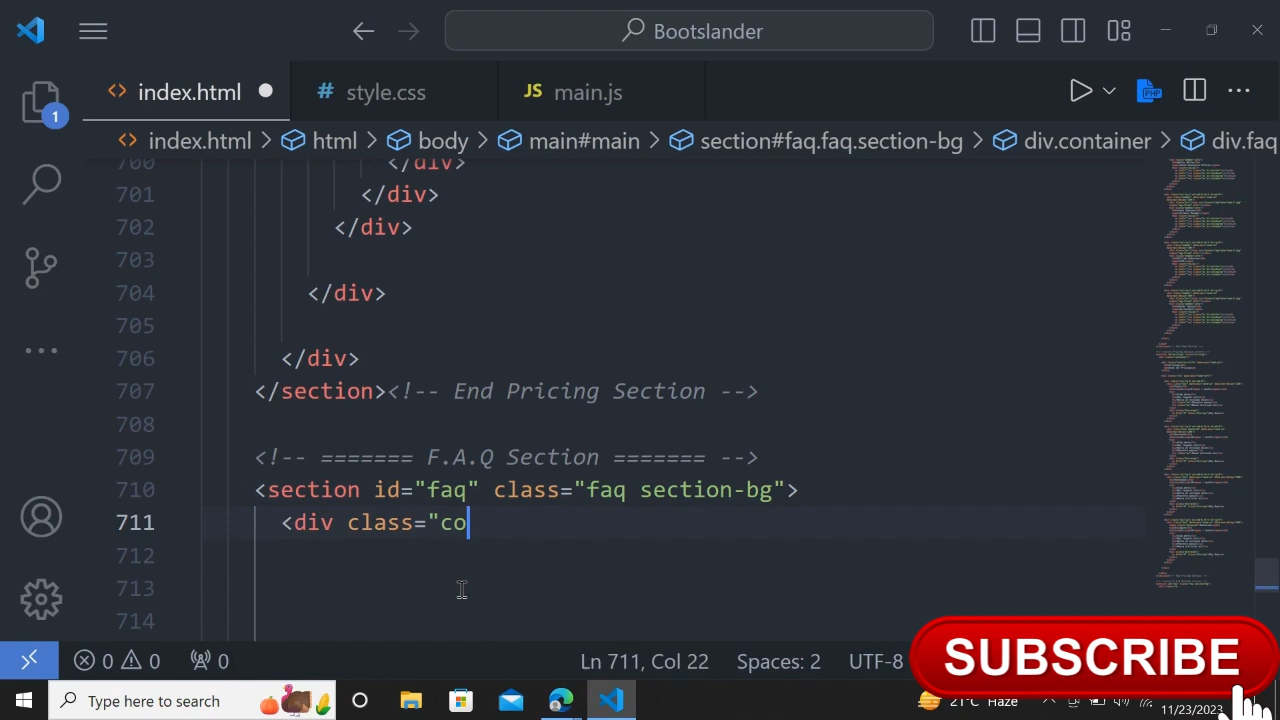 Bootslander
index.html
# style.css
JS main.js
PHP
1
index.html > html > body > main#main > section#faq.faq.section-bg > div.container > div.faq
700 </div>
701 </div>
702 </div>
703
704 </div>
705
706 </div>
707 </section><!-- End Pricing Section -->
708
709 <!-- ======= F.A.Q Section ======= -->
710 <section id="faq" class="faq section-bg">
711 <div class="co
712
713
714
0 0 0
Ln 711, Col 22 Spaces: 2 UTF-8
SUBSCRIBE
Type here to search
21°C Haze
11/23/2023